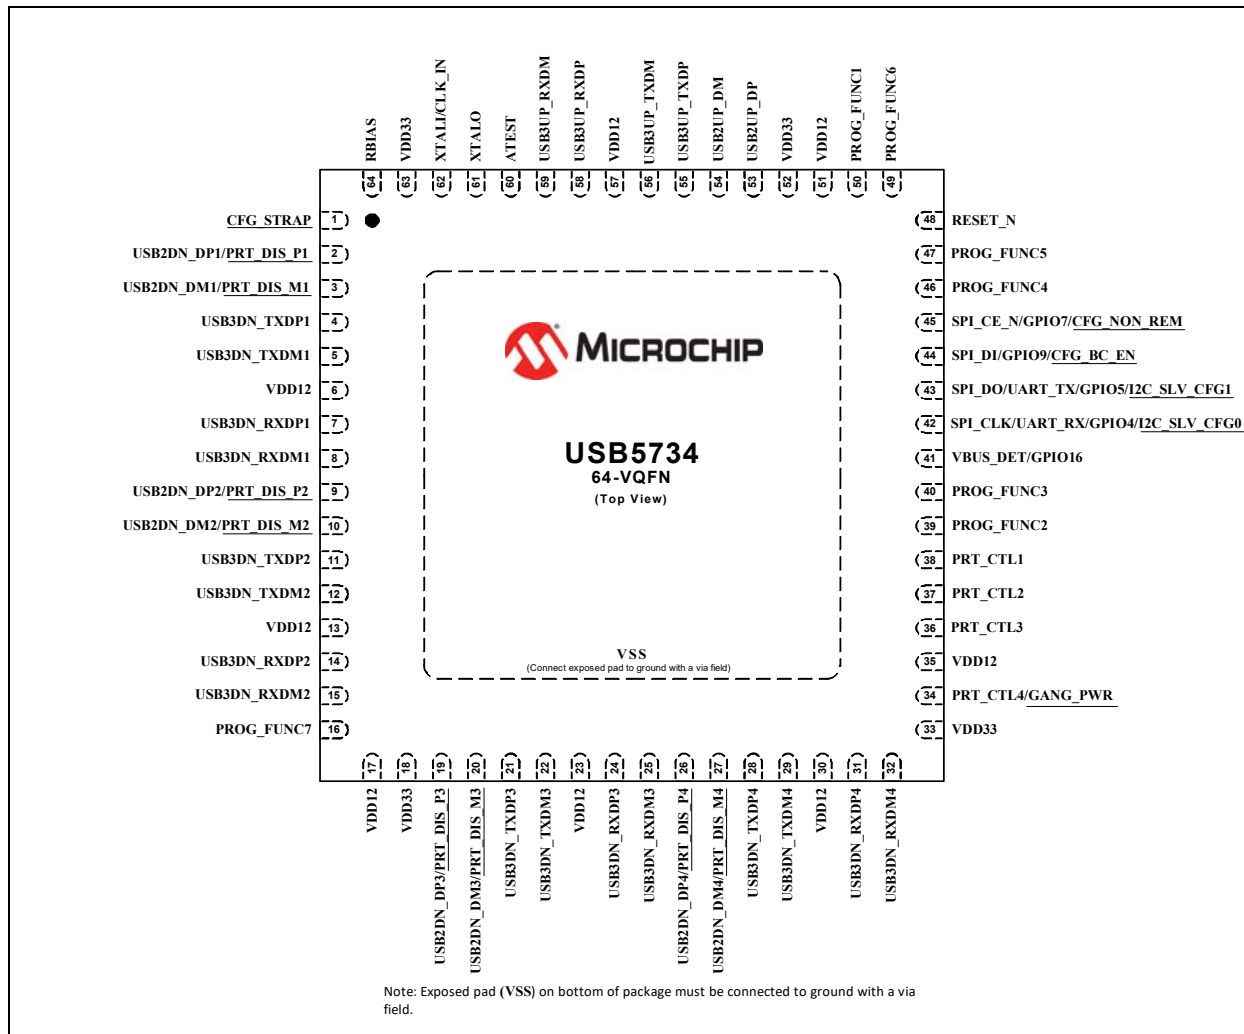 RBIAS
VDD33
XTALI/CLK_IN
XTALO
ATEST
USB3UP_RXDM
USB3UP_RXDP
VDD12
USB3UP_TXDM
USB3UP_TXDP
USB2UP_DM
USB2UP_DP
VDD33
VDD12
PROG_FUNC1
PROG_FUNC6
64
63
62
61
60
59
58
57
56
55
54
53
52
51
50
49
CFG_STRAP 1
USB2DN_DP1/PRT_DIS_P1 2
USB2DN_DM1/PRT_DIS_M1 3
USB3DN_TXDP1 4
USB3DN_TXDM1 5
VDD12 6
USB3DN_RXDP1 7
USB3DN_RXDM1 8
USB2DN_DP2/PRT_DIS_P2 9
USB2DN_DM2/PRT_DIS_M2 10
USB3DN_TXDP2 11
USB3DN_TXDM2 12
VDD12 13
USB3DN_RXDP2 14
USB3DN_RXDM2 15
PROG_FUNC7 16
MICROCHIP
USB5734
64-VQFN
(Top View)
VSS
(Connect exposed pad to ground with a via field)
48 RESET_N
47 PROG_FUNC5
46 PROG_FUNC4
45 SPI_CE_N/GPIO7/CFG_NON_REM
44 SPI_DI/GPIO9/CFG_BC_EN
43 SPI_DO/UART_TX/GPIO5/I2C_SLV_CFG1
42 SPI_CLK/UART_RX/GPIO4/I2C_SLV_CFG0
41 VBUS_DET/GPIO16
40 PROG_FUNC3
39 PROG_FUNC2
38 PRT_CTL1
37 PRT_CTL2
36 PRT_CTL3
35 VDD12
34 PRT_CTL4/GANG_PWR
33 VDD33
17
18
19
20
21
22
23
24
25
26
27
28
29
30
31
32
VDD12
VDD33
USB2DN_DP3/PRT_DIS_P3
USB2DN_DM3/PRT_DIS_M3
USB3DN_TXDP3
USB3DN_TXDM3
VDD12
USB3DN_RXDP3
USB3DN_RXDM3
USB2DN_DP4/PRT_DIS_P4
USB2DN_DM4/PRT_DIS_M4
USB3DN_TXDP4
USB3DN_TXDM4
VDD12
USB3DN_RXDP4
USB3DN_RXDM4
Note: Exposed pad (VSS) on bottom of package must be connected to ground with a via
field.